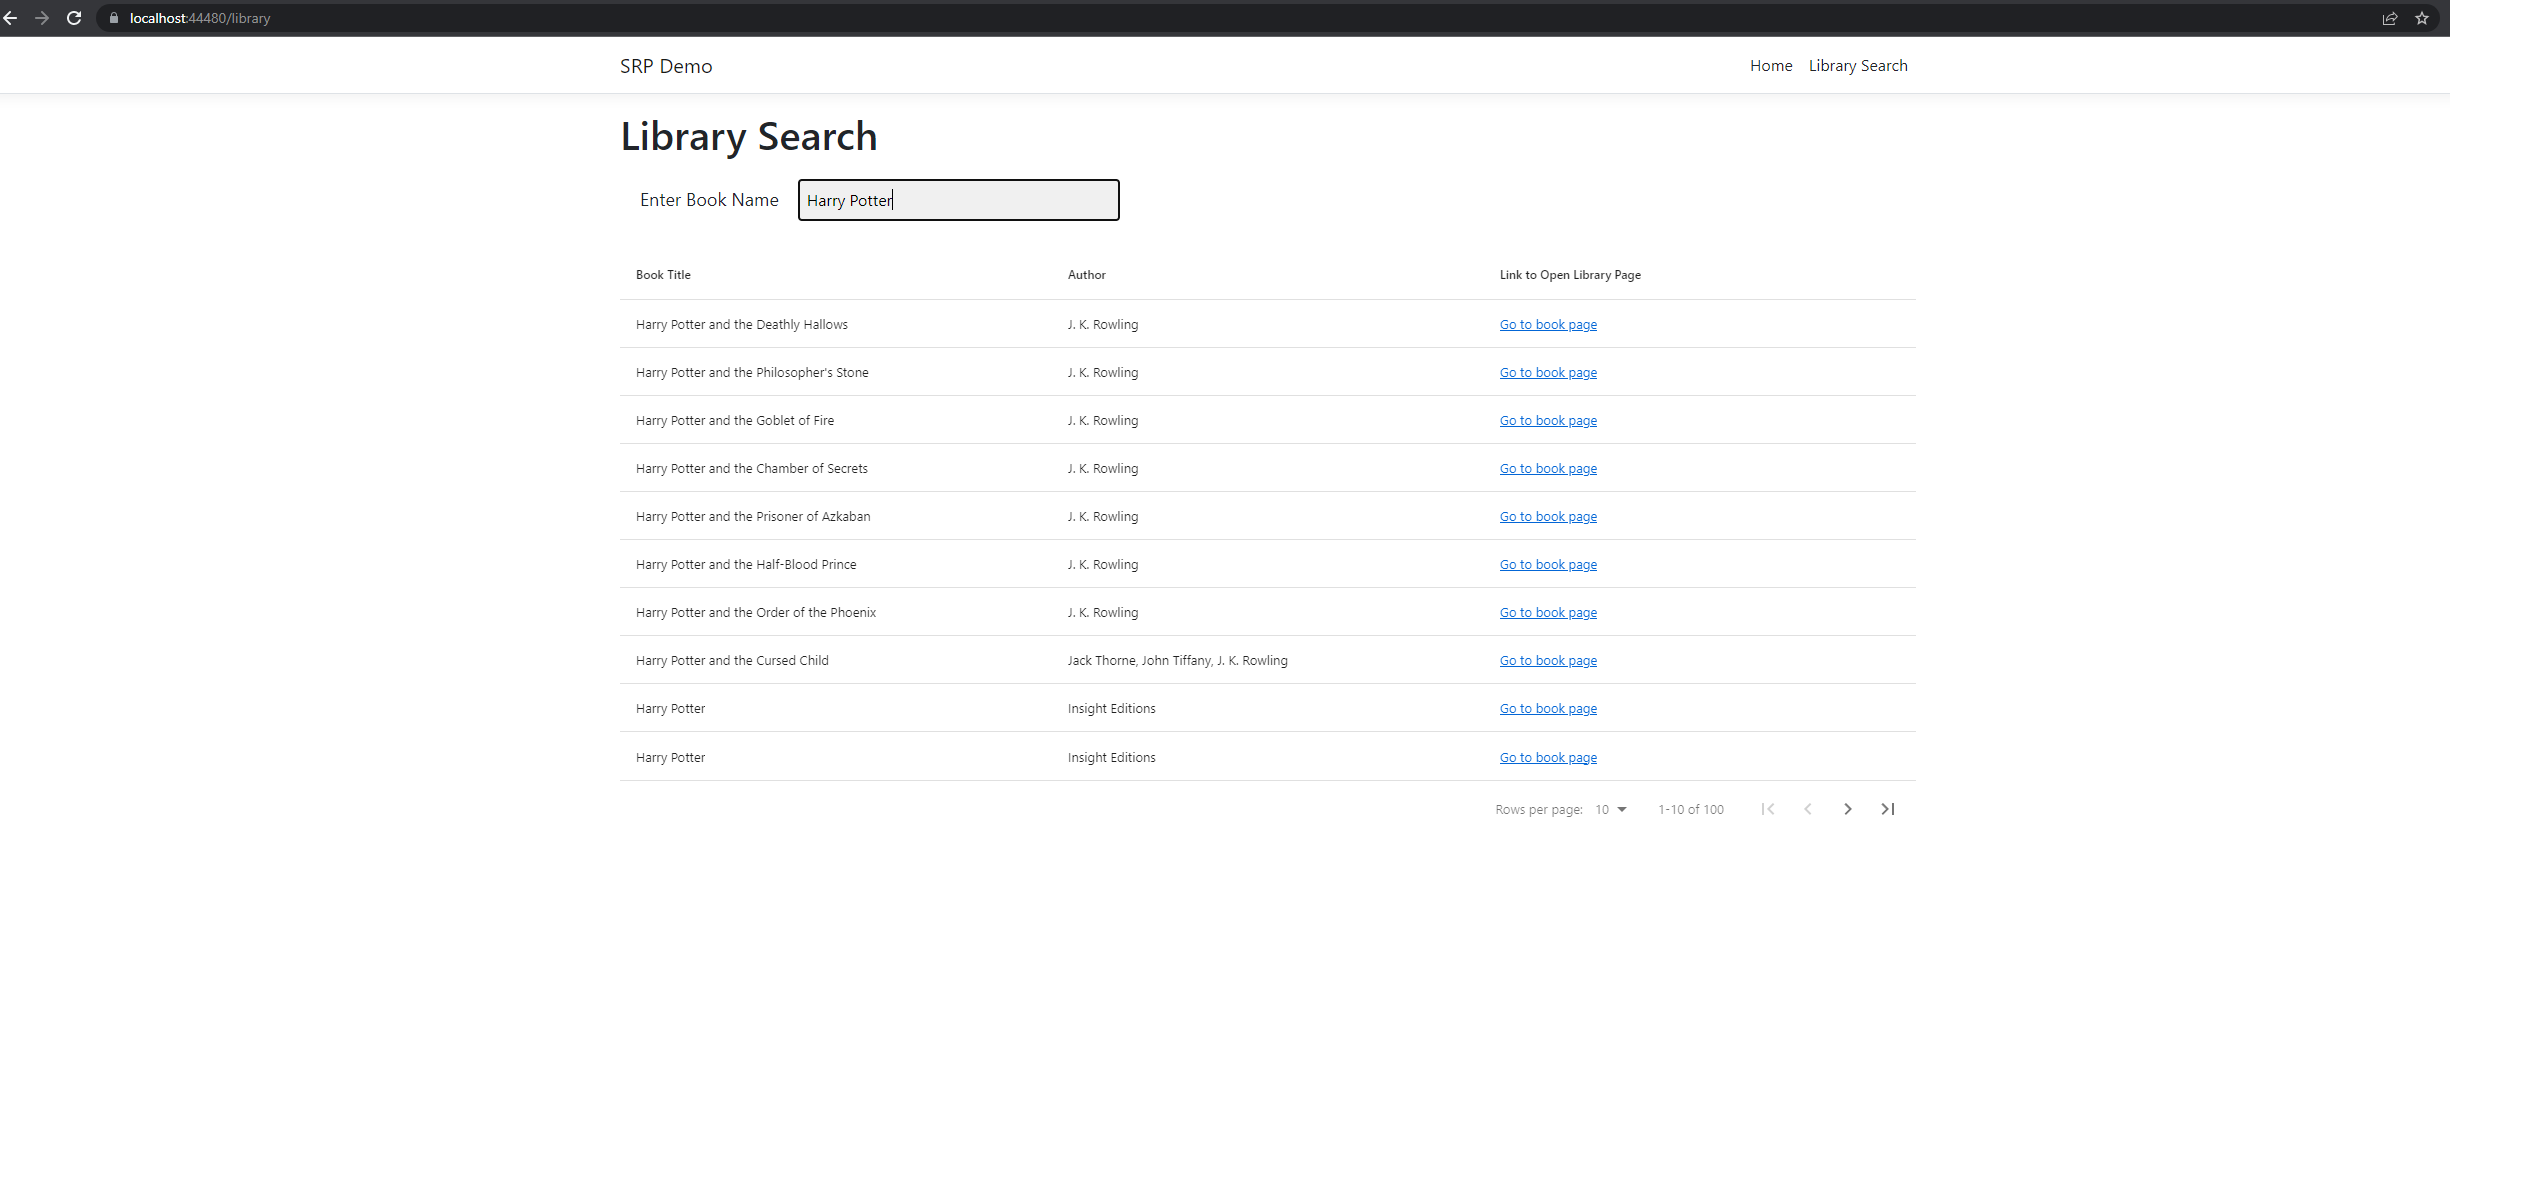 localhost:44480/library
SRP Demo Home Library Search
Library Search
Enter Book Name Harry Potter
Book Title Author Link to Open Library Page
Harry Potter and the Deathly Hallows J. K. Rowling Go to book page
Harry Potter and the Philosopher's Stone J. K. Rowling Go to book page
Harry Potter and the Goblet of Fire J. K. Rowling Go to book page
Harry Potter and the Chamber of Secrets J. K. Rowling Go to book page
Harry Potter and the Prisoner of Azkaban J. K. Rowling Go to book page
Harry Potter and the Half-Blood Prince J. K. Rowling Go to book page
Harry Potter and the Order of the Phoenix J. K. Rowling Go to book page
Harry Potter and the Cursed Child Jack Thorne, John Tiffany, J. K. Rowling Go to book page
Harry Potter Insight Editions Go to book page
Harry Potter Insight Editions Go to book page
Rows per page: 10 1-10 of 100